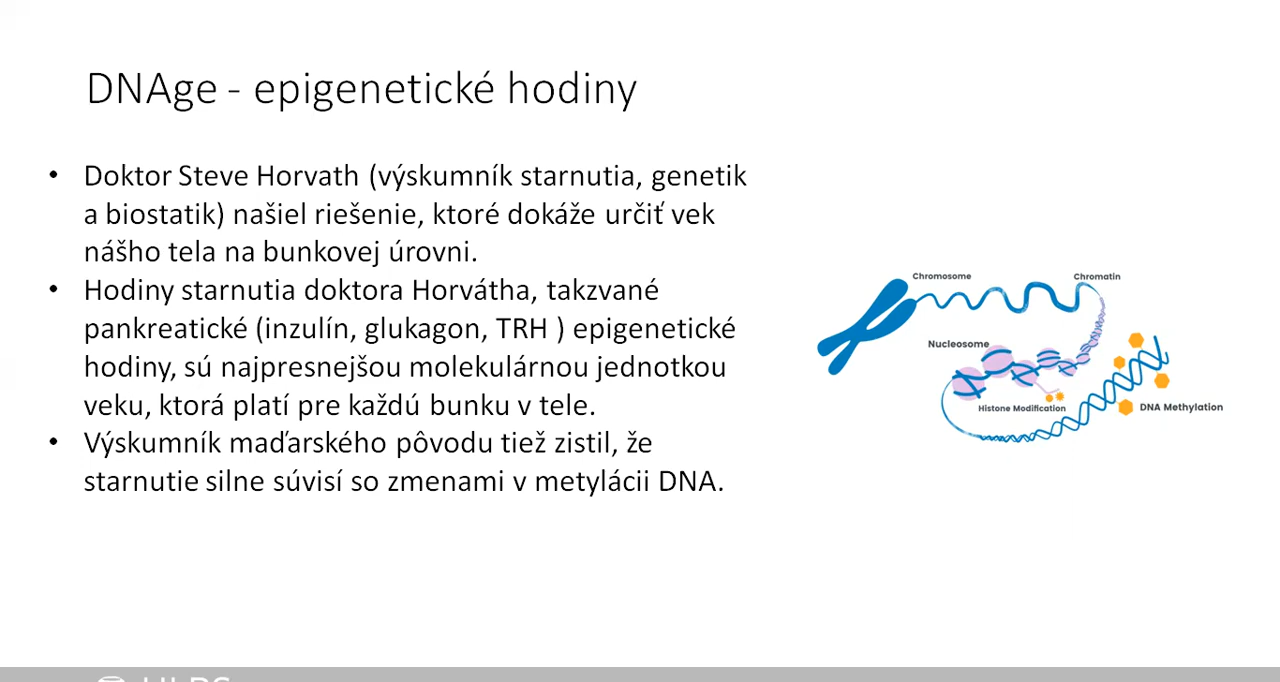 DNAge - epigenetické hodiny
• Doktor Steve Horvath (výskumník starnutia, genetik
a biostatik) našiel riešenie, ktoré dokáže určiť vek
nášho tela na bunkovej úrovni.
• Hodiny starnutia doktora Horvátha, takzvané
pankreatické (inzulín, glukagon, TRH ) epigenetické
hodiny, sú najpresnejšou molekulárnou jednotkou
veku, ktorá platí pre každú bunku v tele.
• Výskumník maďarského pôvodu tiež zistil, že
starnutie silne súvisí so zmenami v metylácii DNA.
Chromosome
Chromatin
Nucleosome
Histone Modification
DNA Methylation